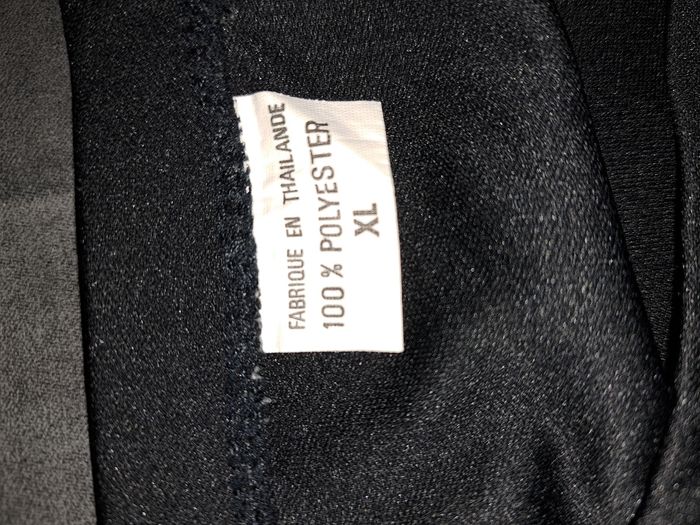 FABRIQUE EN THAILANDE
100 % POLYESTER
XL